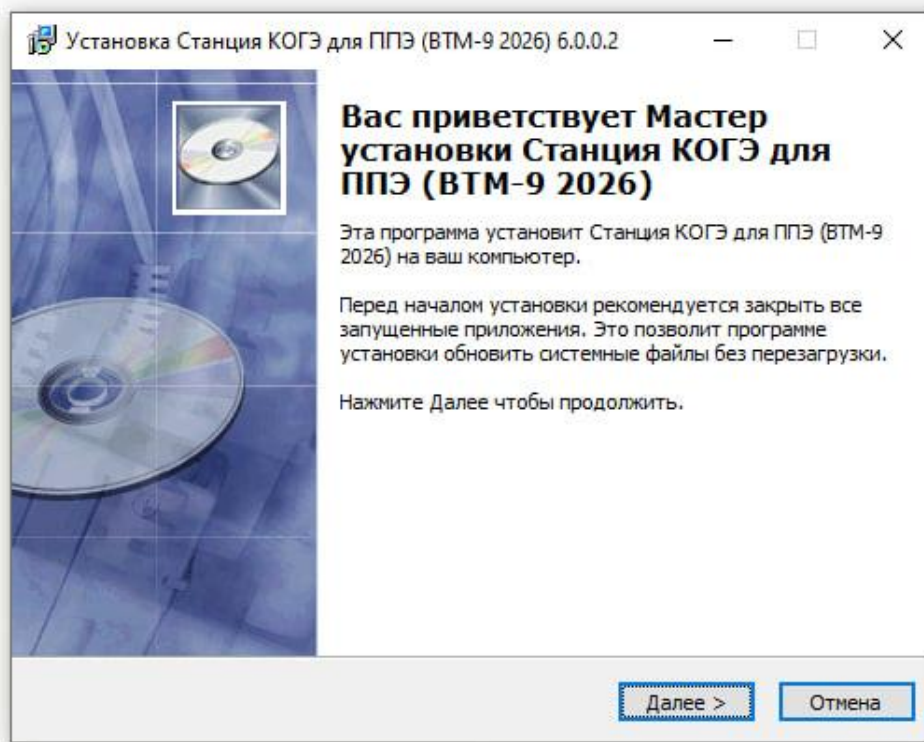 Установка Станция КОГЭ для ППЭ (ВТМ-9 2026) 6.0.0.2
Вас приветствует Мастер
установки Станция КОГЭ для
ППЭ (ВТМ-9 2026)
Эта программа установит Станция КОГЭ для ППЭ (ВТМ-9
2026) на ваш компьютер.
Перед началом установки рекомендуется закрыть все
запущенные приложения. Это позволит программе
установки обновить системные файлы без перезагрузки.
Нажмите Далее чтобы продолжить.
Далее >
Отмена